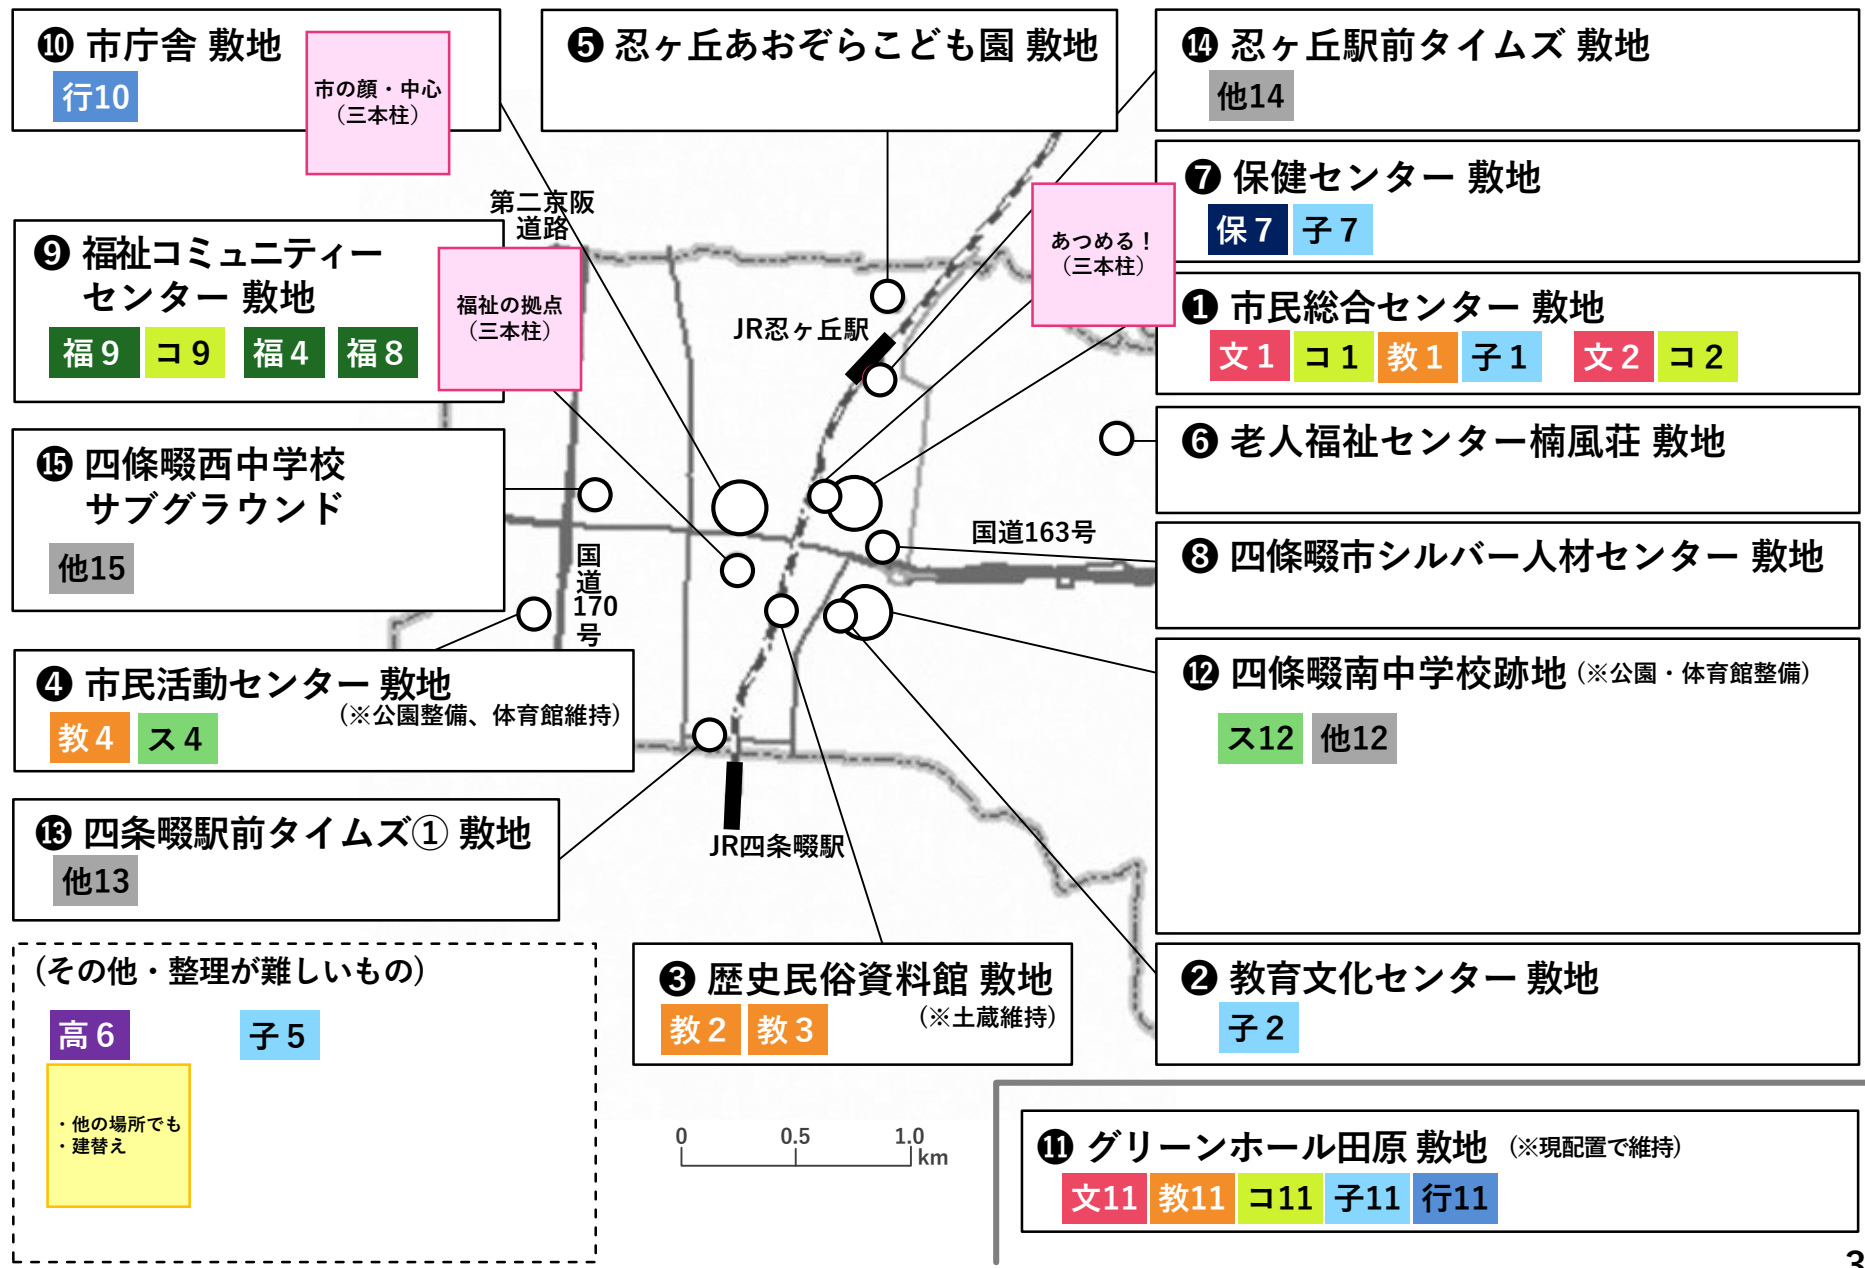 ❿ 市庁舎 敷地
行10
市の顔・中心
（三本柱）
❺ 忍ヶ丘あおぞらこども園 敷地
⓮ 忍ヶ丘駅前タイムズ 敷地
他14
❼ 保健センター 敷地
保７ 子７
あつめる！
（三本柱）
第二京阪
道路
❾ 福祉コミュニティー
センター 敷地
福９ コ９ 福４ 福８
福祉の拠点
（三本柱）
JR忍ヶ丘駅
❶ 市民総合センター 敷地
文１ コ１ 教１ 子１ 文２ コ２
❻ 老人福祉センター楠風荘 敷地
⓯ 四條畷西中学校
サブグラウンド
他15
国道163号
❽ 四條畷市シルバー人材センター 敷地
国
道
170
号
❹ 市民活動センター 敷地
（※公園整備、体育館維持）
教４ ス４
⓬ 四條畷南中学校跡地（※公園・体育館整備）
ス12 他12
⓭ 四条畷駅前タイムズ① 敷地
他13
JR四条畷駅
（その他・整理が難しいもの）
高６ 子５
・他の場所でも
・建替え
❸ 歴史民俗資料館 敷地
（※土蔵維持）
教２ 教３
❷ 教育文化センター 敷地
子２
0 0.5 1.0
km
⓫ グリーンホール田原 敷地 （※現配置で維持）
文11 教11 コ11 子11 行11
3